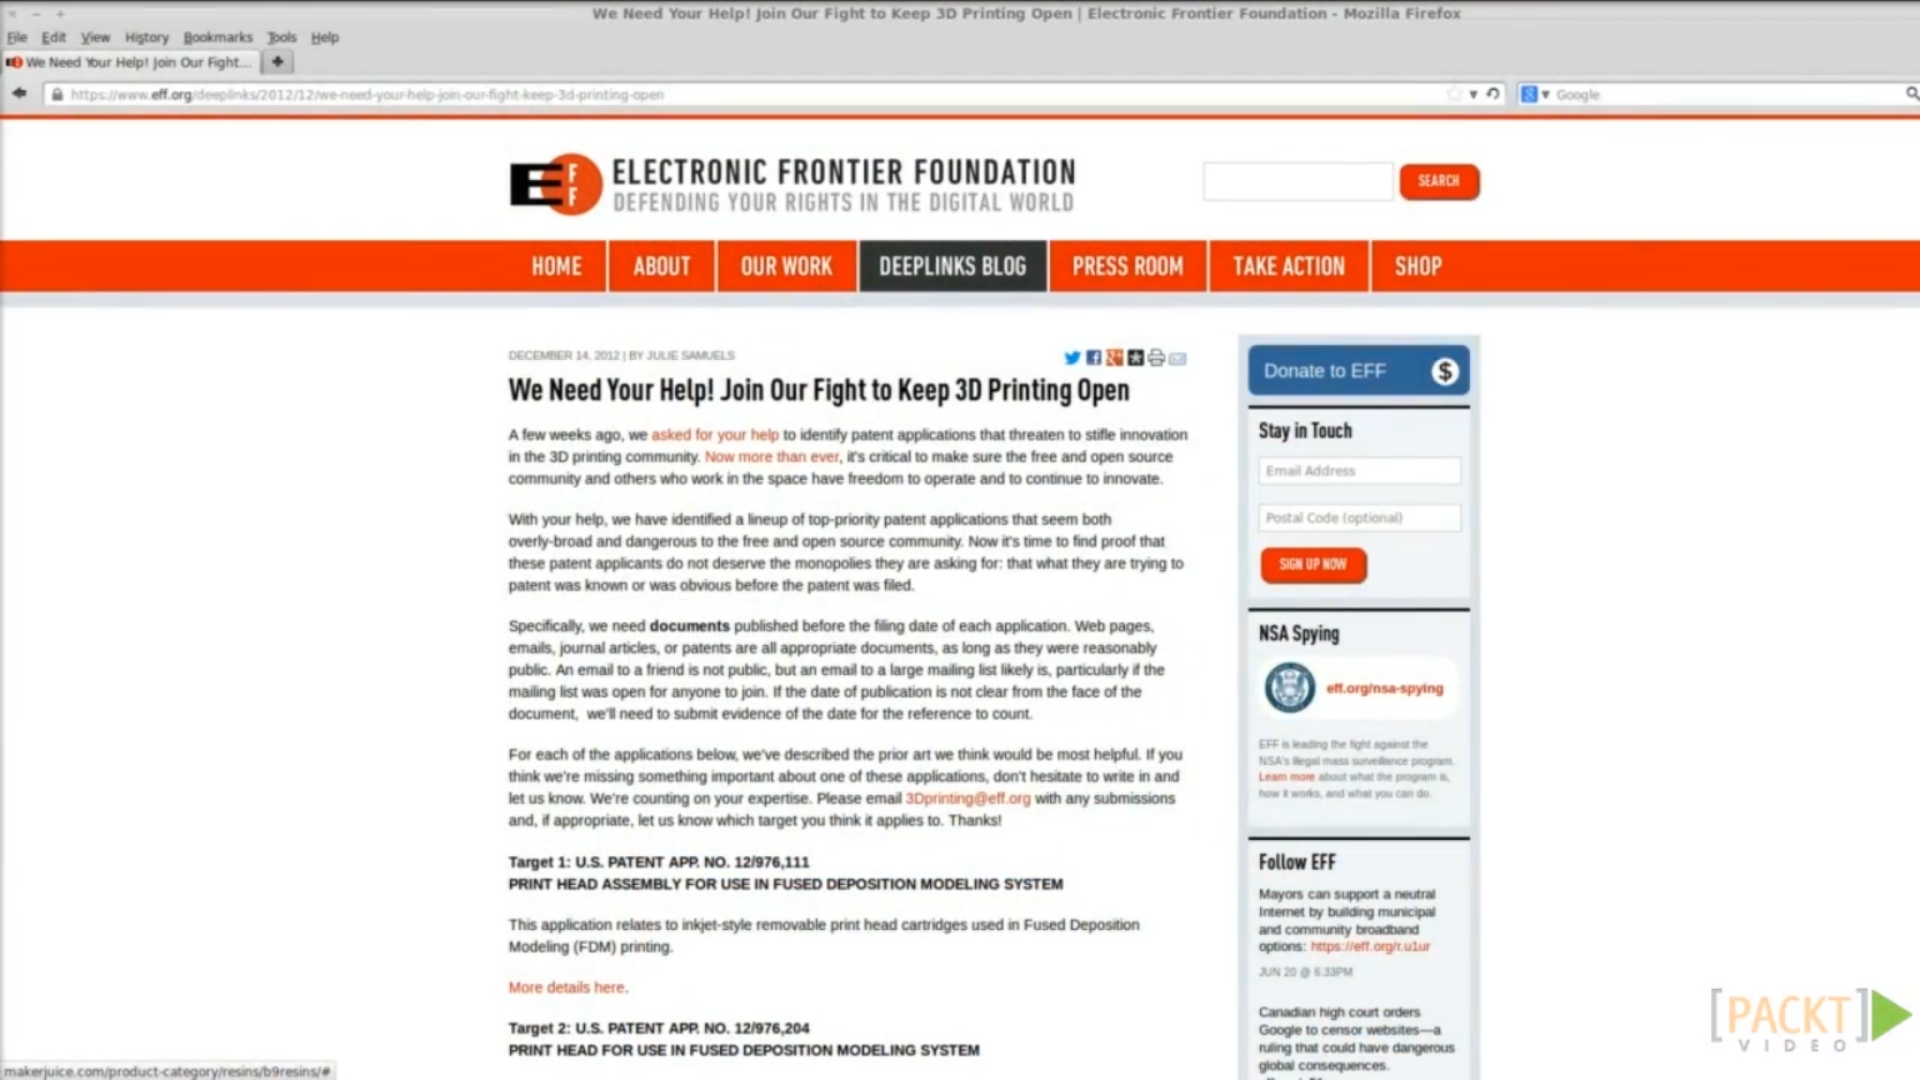 We Need Your Help! Join Our Fight to Keep 3D Printing Open | Electronic Frontier Foundation - Mozilla Firefox
File Edit View History Bookmarks Tools Help
We Need Your Help! Join Our Fight...
https://www.eff.org/deeplinks/2012/12/we-need-your-help-join-our-fight-keep-3d-printing-open
Google
EFF
ELECTRONIC FRONTIER FOUNDATION
DEFENDING YOUR RIGHTS IN THE DIGITAL WORLD
SEARCH
HOME ABOUT OUR WORK DEEPLINKS BLOG PRESS ROOM TAKE ACTION SHOP
DECEMBER 14, 2012 | BY JULIE SAMUELS
We Need Your Help! Join Our Fight to Keep 3D Printing Open
A few weeks ago, we asked for your help to identify patent applications that threaten to stifle innovation
in the 3D printing community. Now more than ever, it's critical to make sure the free and open source
community and others who work in the space have freedom to operate and to continue to innovate.
With your help, we have identified a lineup of top-priority patent applications that seem both
overly-broad and dangerous to the free and open source community. Now it's time to find proof that
these patent applicants do not deserve the monopolies they are asking for: that what they are trying to
patent was known or was obvious before the patent was filed.
Specifically, we need documents published before the filing date of each application. Web pages,
emails, journal articles, or patents are all appropriate documents, as long as they were reasonably
public. An email to a friend is not public, but an email to a large mailing list likely is, particularly if the
mailing list was open for anyone to join. If the date of publication is not clear from the face of the
document, we'll need to submit evidence of the date for the reference to count.
For each of the applications below, we've described the prior art we think would be most helpful. If you
think we're missing something important about one of these applications, don't hesitate to write in and
let us know. We're counting on your expertise. Please email 3Dprinting@eff.org with any submissions
and, if appropriate, let us know which target you think it applies to. Thanks!
Target 1: U.S. PATENT APP. NO. 12/976,111
PRINT HEAD ASSEMBLY FOR USE IN FUSED DEPOSITION MODELING SYSTEM
This application relates to inkjet-style removable print head cartridges used in Fused Deposition
Modeling (FDM) printing.
More details here.
Target 2: U.S. PATENT APP. NO. 12/976,204
PRINT HEAD FOR USE IN FUSED DEPOSITION MODELING SYSTEM
Donate to EFF $
Stay in Touch
Email Address
Postal Code (optional)
SIGN UP NOW
NSA Spying
eff.org/nsa-spying
EFF is leading the fight against the
NSA's illegal mass surveillance program.
Learn more about what the program is,
how it works, and what you can do.
Follow EFF
Mayors can support a neutral
Internet by building municipal
and community broadband
options: https://eff.org/r.u1ur
JUN 20 @ 6:33PM
Canadian high court orders
Google to censor websites—a
ruling that could have dangerous
global consequences.
makerjuice.com/product-category/resins/b9resins/#
[PACKT]
VIDEO